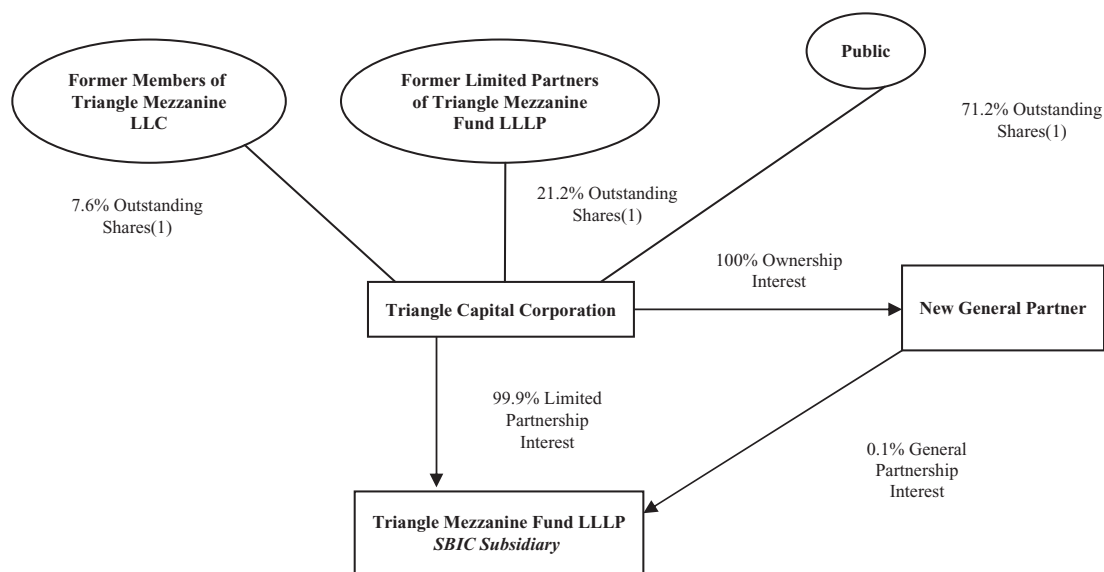 Former Members of
Triangle Mezzanine
LLC
Former Limited Partners
of Triangle Mezzanine
Fund LLLP
Public
71.2% Outstanding
Shares(1)
7.6% Outstanding
Shares(1)
21.2% Outstanding
Shares(1)
100% Ownership
Interest
Triangle Capital Corporation
New General Partner
99.9% Limited
Partnership
Interest
0.1% General
Partnership
Interest
Triangle Mezzanine Fund LLLP
SBIC Subsidiary